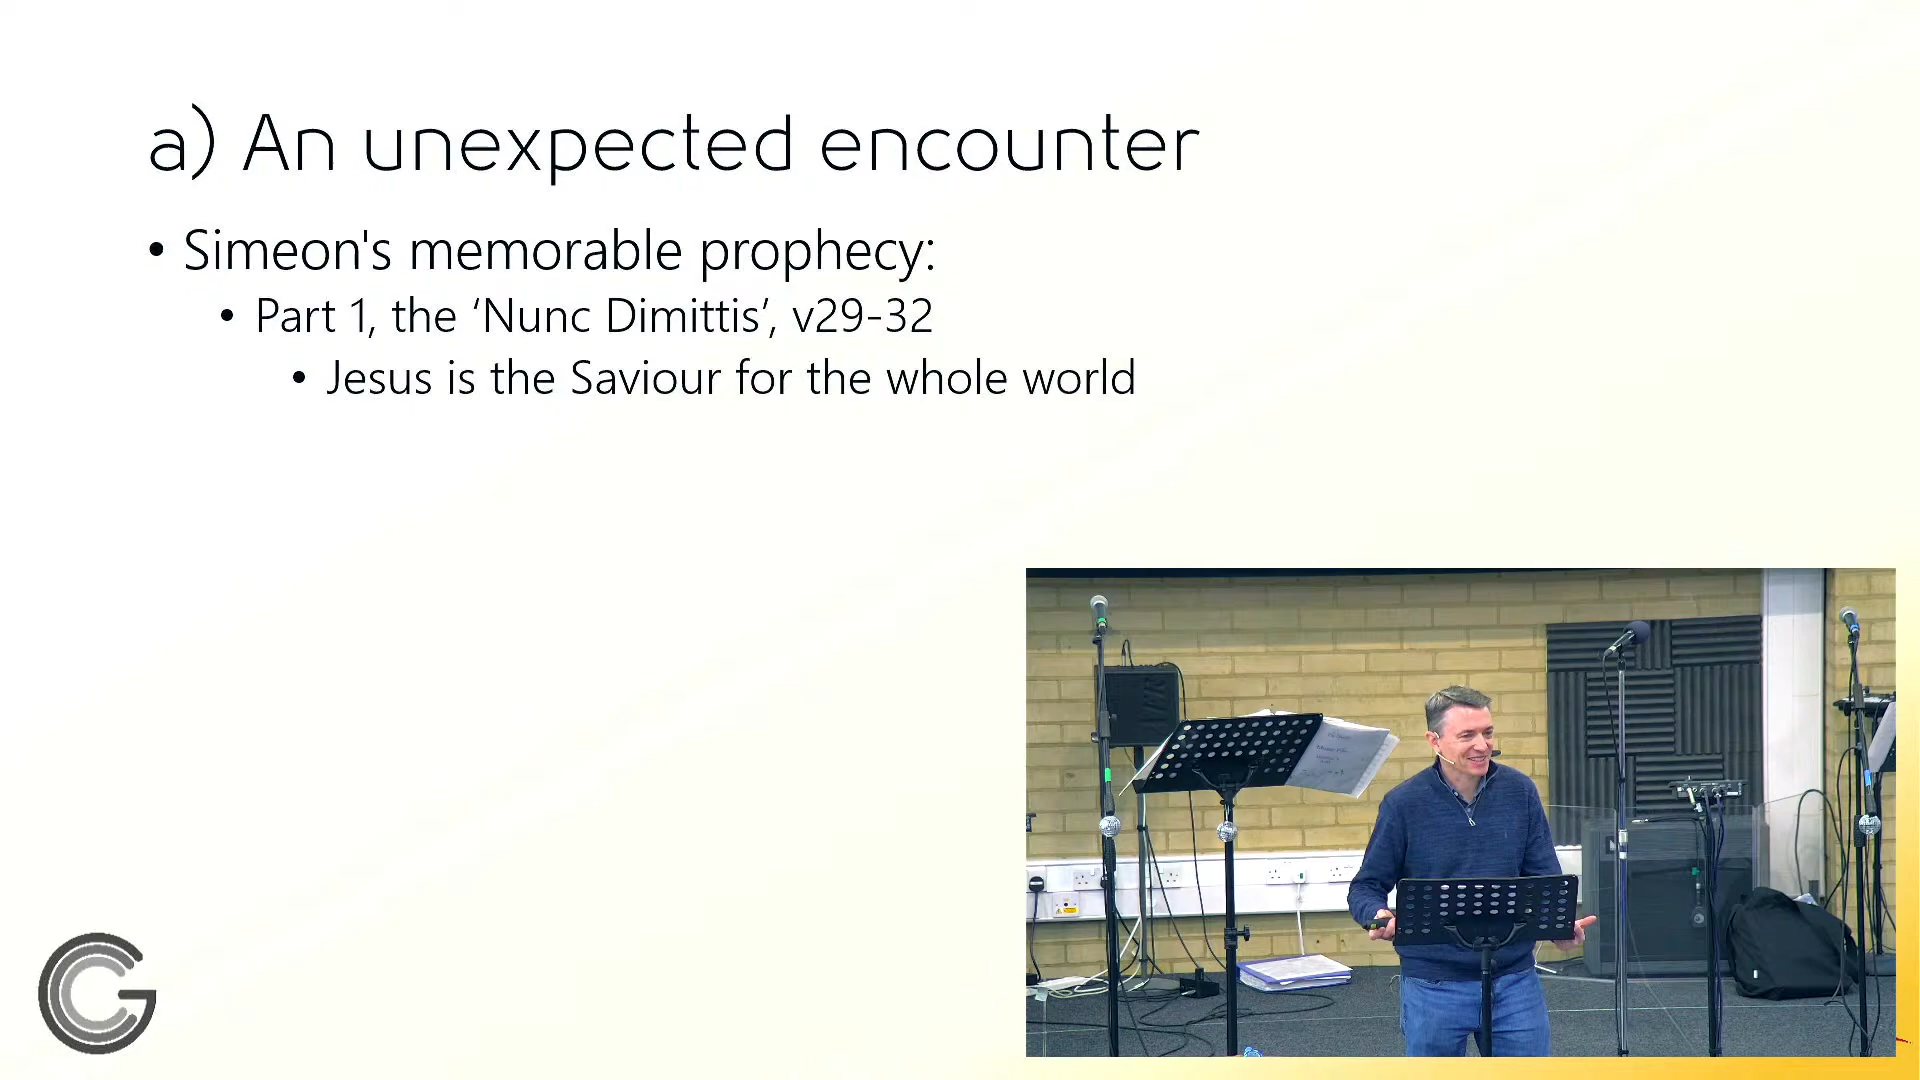 a) An unexpected encounter
• Simeon's memorable prophecy:
• Part 1, the ‘Nunc Dimittis’, v29-32
• Jesus is the Saviour for the whole world